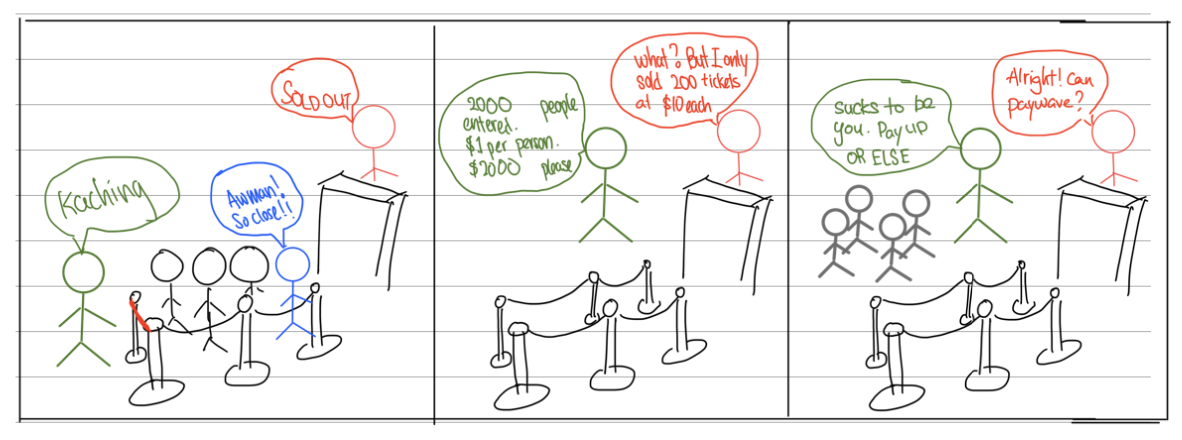 SOLD OUT
Kaching
Awman!
So close!!
2000 people
entered.
$1 per person.
$2000 please
what? But I only
sold 200 tickets
at $10 each
sucks to be
you. Pay up
OR ELSE
Alright! Can
paywave?